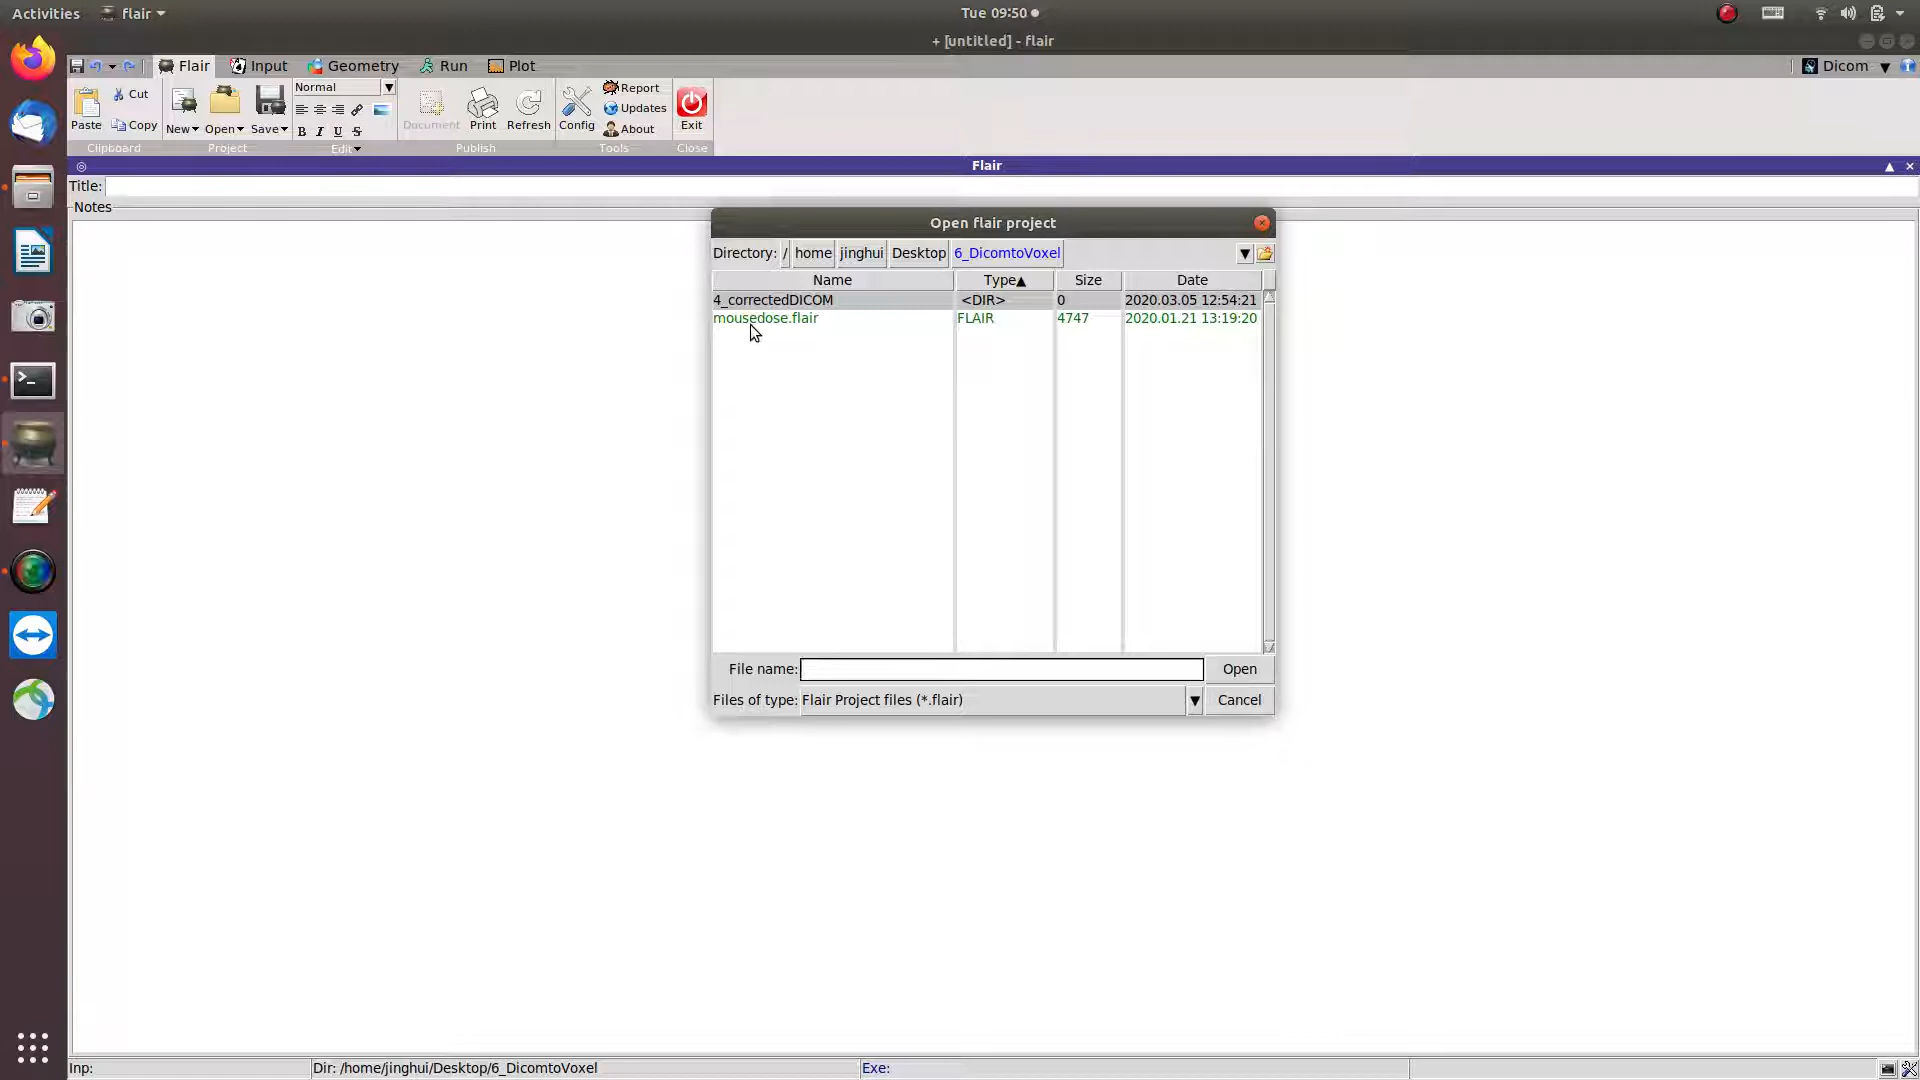 Activities flair Tue 09:50
+ [untitled] - flair
Flair Input Geometry Run Plot Dicom
Paste Cut Copy New Open Save Normal B I U S Document Print Refresh Config Report Updates About Exit
Clipboard Project Edit Publish Tools Close
Flair
Title:
Notes
Open flair project
Directory: / home jinghui Desktop 6_DicomtoVoxel
Name Type Size Date
4_correctedDICOM <DIR> 0 2020.03.05 12:54:21
mousedose.flair FLAIR 4747 2020.01.21 13:19:20
File name: Open
Files of type: Flair Project files (*.flair) Cancel
Inp: Dir: /home/jinghui/Desktop/6_DicomtoVoxel Exe: